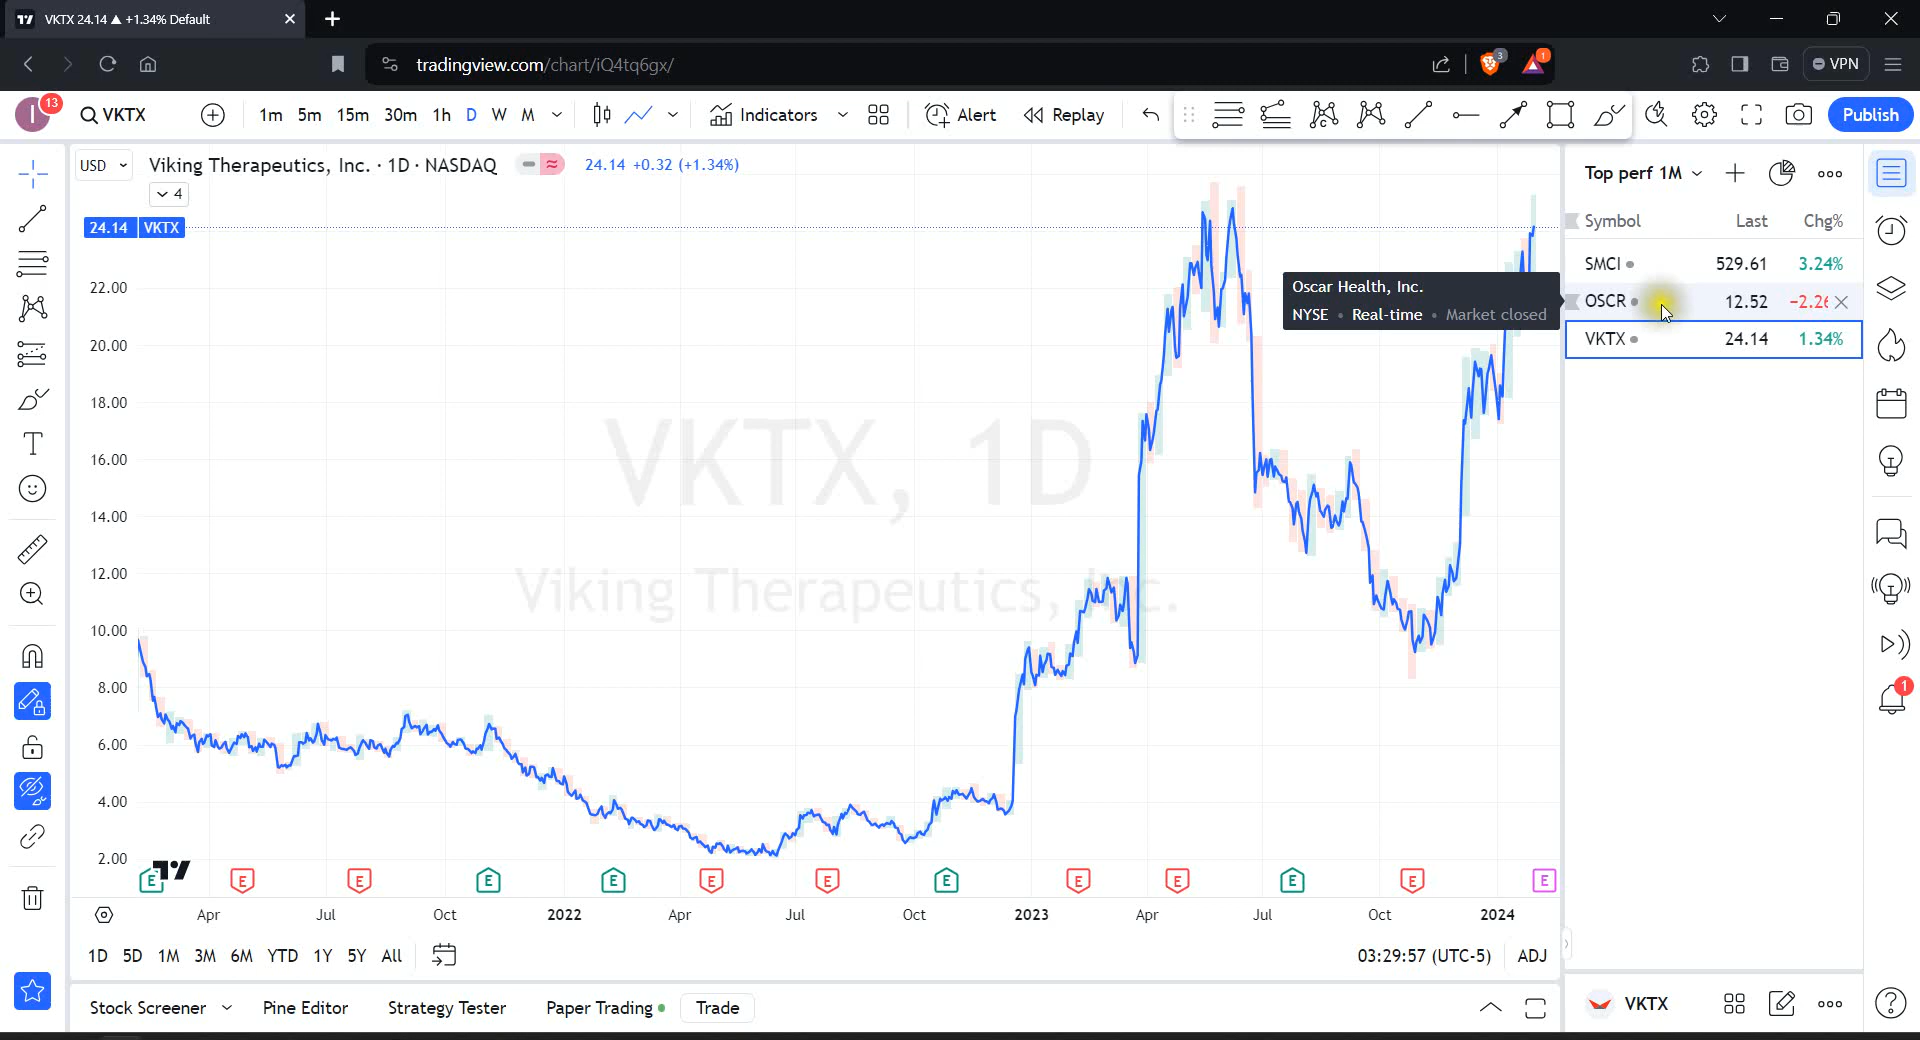 VKTX 24.14 ▲ +1.34% Default
tradingview.com/chart/iQ4tq6gx/
3
1
VPN
I
13
VKTX
1m 5m 15m 30m 1h D W M
Indicators
Alert
Replay
Publish
USD
Viking Therapeutics, Inc. · 1D · NASDAQ
24.14 +0.32 (+1.34%)
4
24.14 VKTX
22.00
20.00
18.00
16.00
14.00
12.00
10.00
8.00
6.00
4.00
2.00
VKTX, 1D
Viking Therapeutics, Inc.
Oscar Health, Inc.
NYSE • Real-time • Market closed
Top perf 1M
Symbol Last Chg%
SMCI 529.61 3.24%
OSCR 12.52 −2.26
VKTX 24.14 1.34%
1
E E E E E E E E E E E E E
Apr Jul Oct 2022 Apr Jul Oct 2023 Apr Jul Oct 2024
1D 5D 1M 3M 6M YTD 1Y 5Y All
03:29:57 (UTC-5) ADJ
Stock Screener Pine Editor Strategy Tester Paper Trading Trade
VKTX